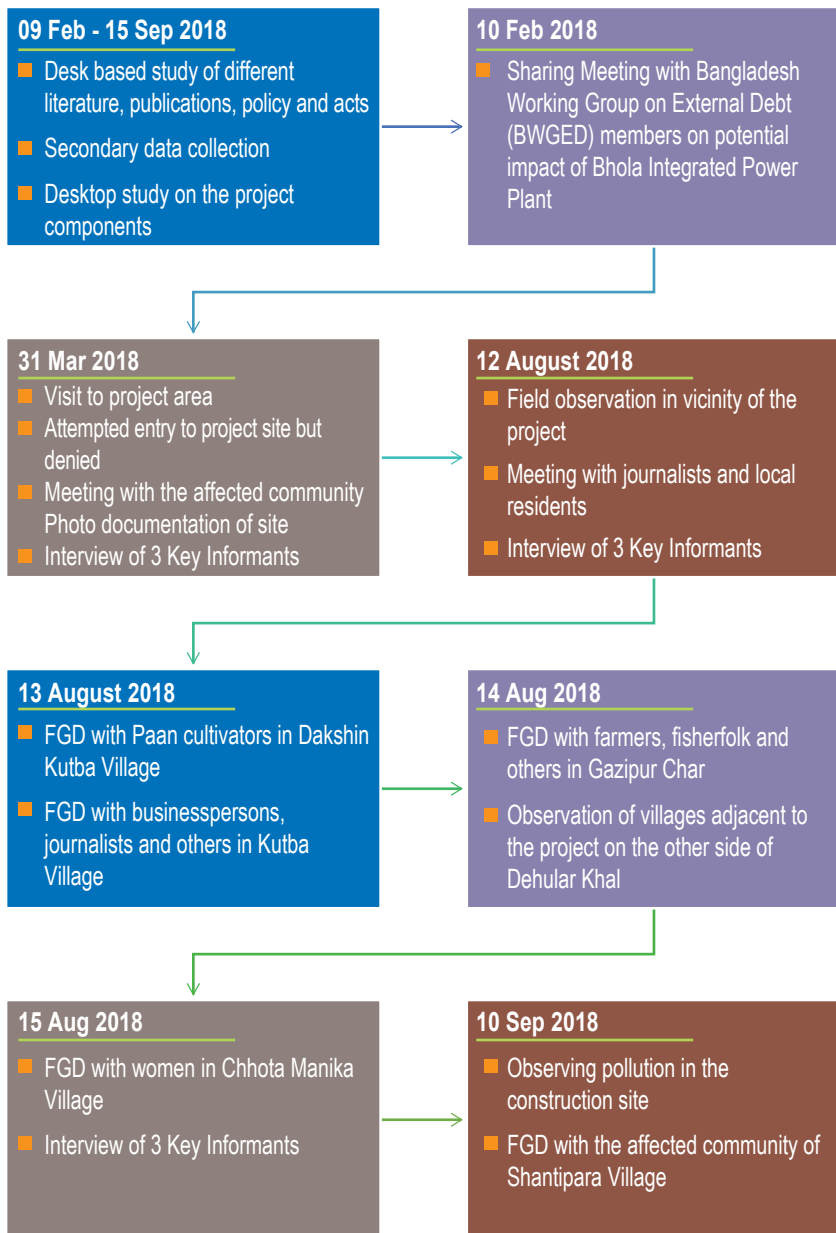 09 Feb - 15 Sep 2018
Desk based study of different
literature, publications, policy and acts
Secondary data collection
Desktop study on the project
components
10 Feb 2018
Sharing Meeting with Bangladesh
Working Group on External Debt
(BWGED) members on potential
impact of Bhola Integrated Power
Plant
31 Mar 2018
Visit to project area
Attempted entry to project site but
denied
Meeting with the affected community
Photo documentation of site
Interview of 3 Key Informants
12 August 2018
Field observation in vicinity of the
project
Meeting with journalists and local
residents
Interview of 3 Key Informants
13 August 2018
FGD with Paan cultivators in Dakshin
Kutba Village
FGD with businesspersons,
journalists and others in Kutba
Village
14 Aug 2018
FGD with farmers, fisherfolk and
others in Gazipur Char
Observation of villages adjacent to
the project on the other side of
Dehular Khal
15 Aug 2018
FGD with women in Chhota Manika
Village
Interview of 3 Key Informants
10 Sep 2018
Observing pollution in the
construction site
FGD with the affected community of
Shantipara Village